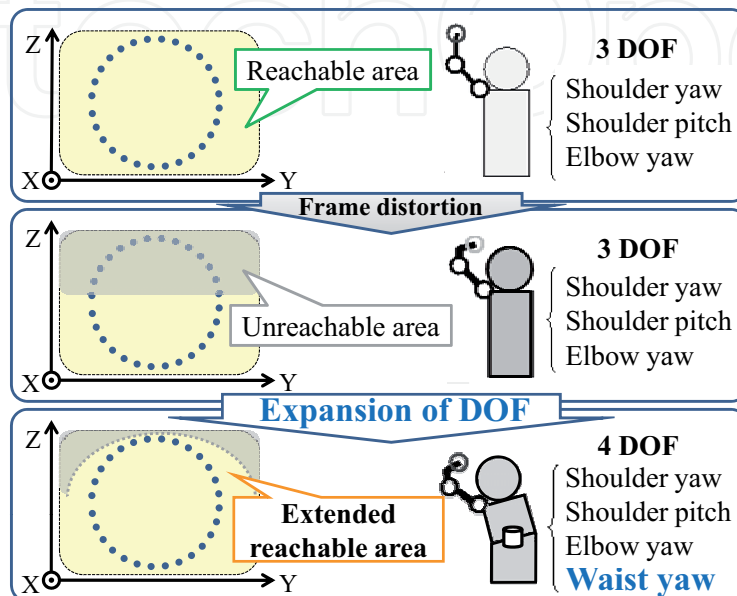 Z
Reachable area
X
Y
3 DOF
Shoulder yaw
Shoulder pitch
Elbow yaw
Frame distortion
Z
Unreachable area
X
Y
3 DOF
Shoulder yaw
Shoulder pitch
Elbow yaw
Expansion of DOF
Z
Extended
reachable area
X
Y
4 DOF
Shoulder yaw
Shoulder pitch
Elbow yaw
Waist yaw